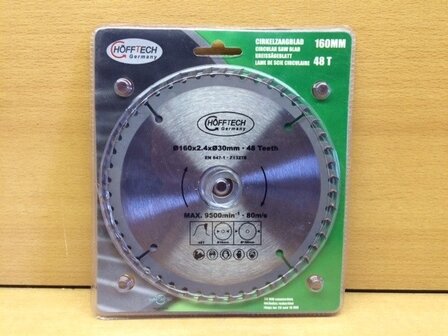 HÖFFTECH
Germany
CIRKELZAAGBLAD
CIRCULAR SAW BLAD
KREISSÄGEBLATT
LAME DE SCIE CIRCULAIRE
160MM
48 T
HÖFFTECH
Germany
Ø160x2.4xØ30mm - 48 Teeth
EN 847-1 -
MAX. 9500min⁻¹ - 80m/s